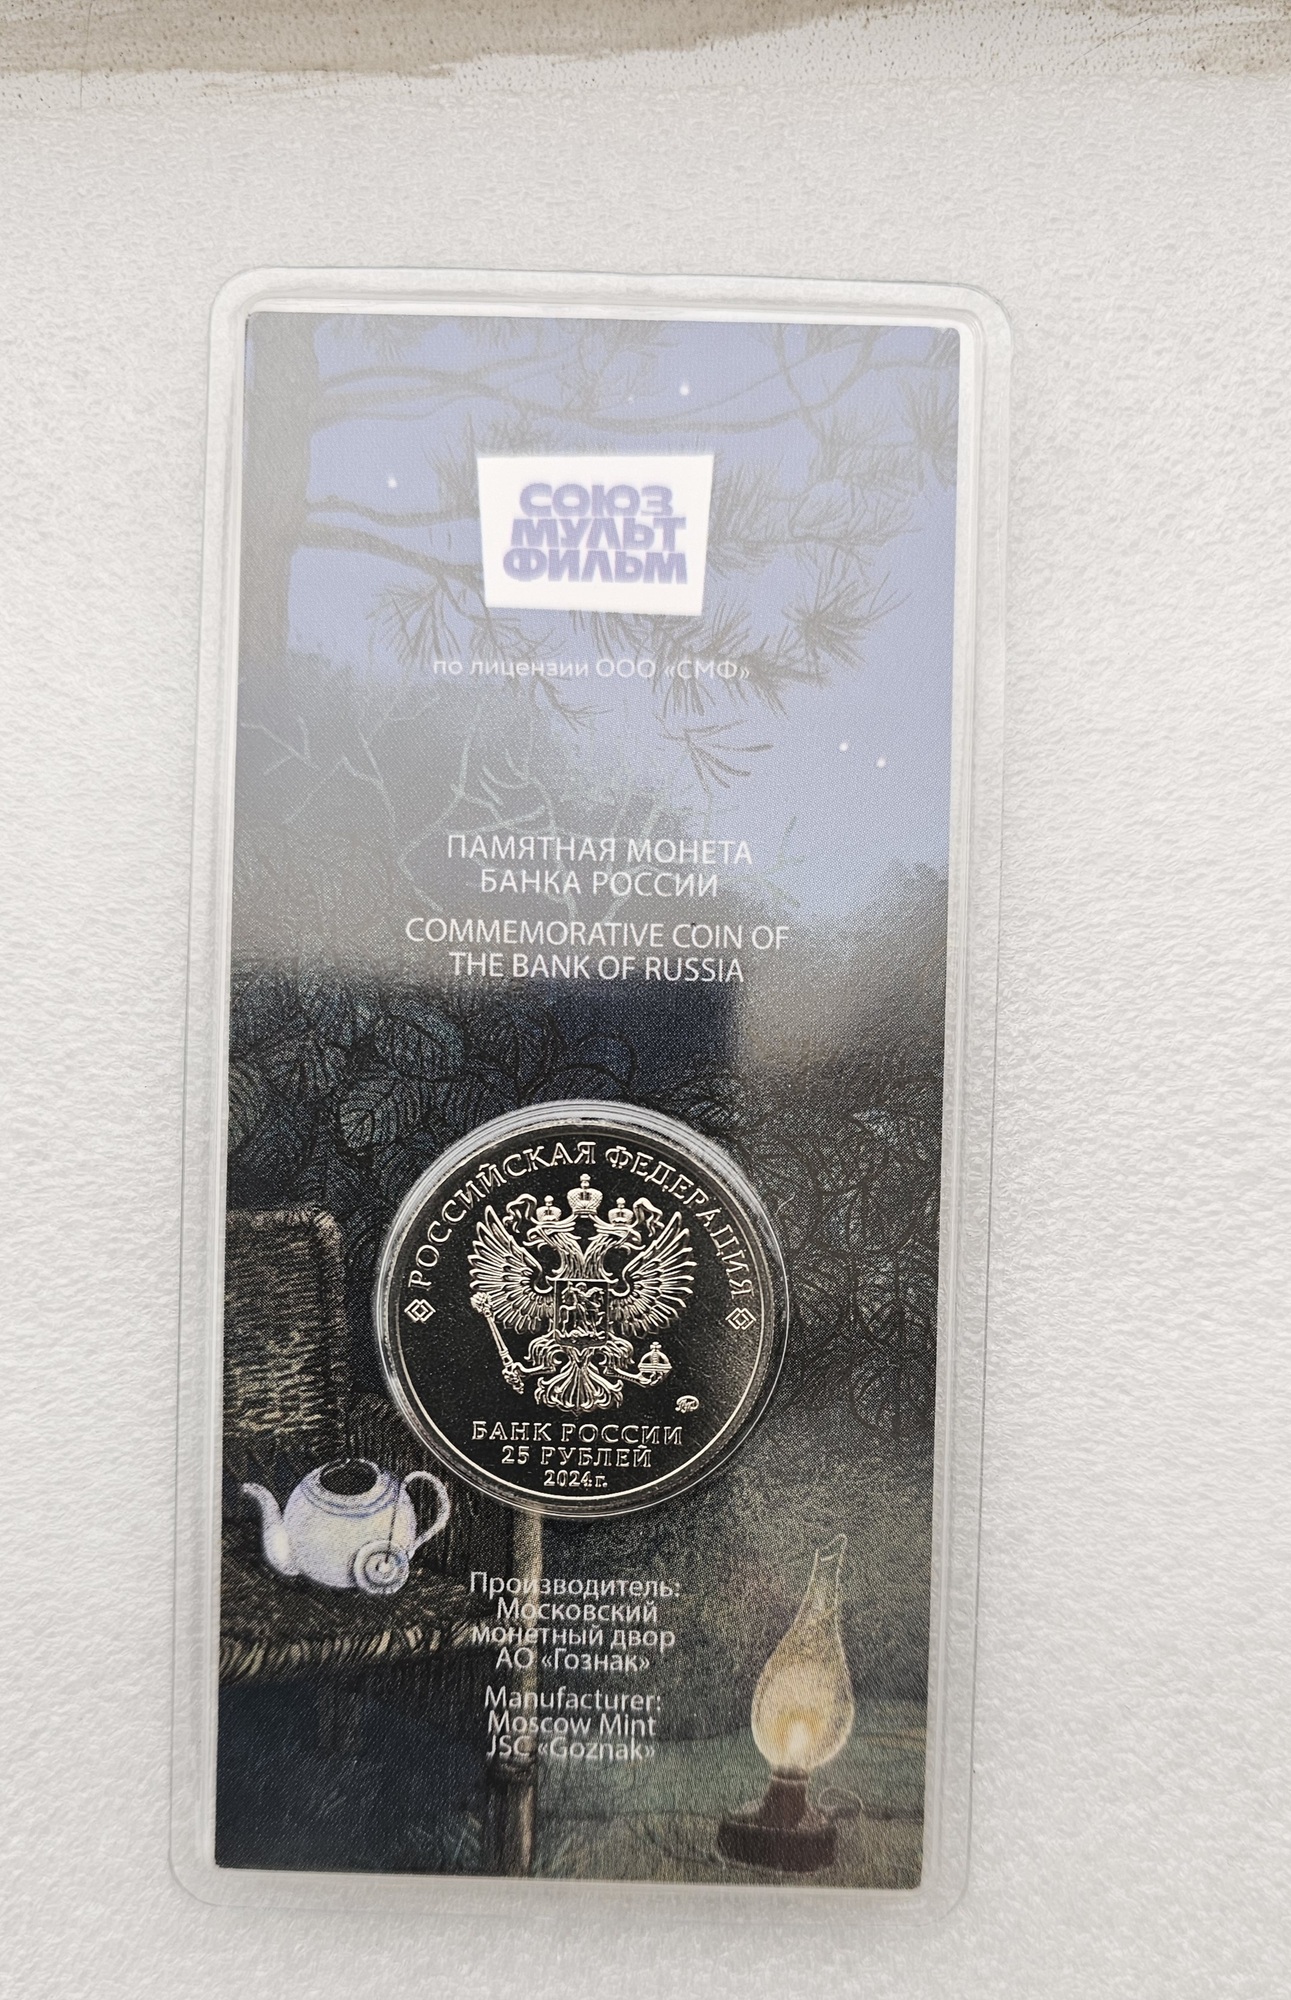 СОЮЗ
МУЛЬТ
ФИЛЬМ
по лицензии ООО «СМФ»
ПАМЯТНАЯ МОНЕТА
БАНКА РОССИИ
COMMEMORATIVE COIN OF
THE BANK OF RUSSIA
РОССИЙСКАЯ ФЕДЕРАЦИЯ
БАНК РОССИИ
25 РУБЛЕЙ
2024 г.
Производитель:
Московский
монетный двор
АО «Гознак»
Manufacturer:
Moscow Mint
JSC «Goznak»